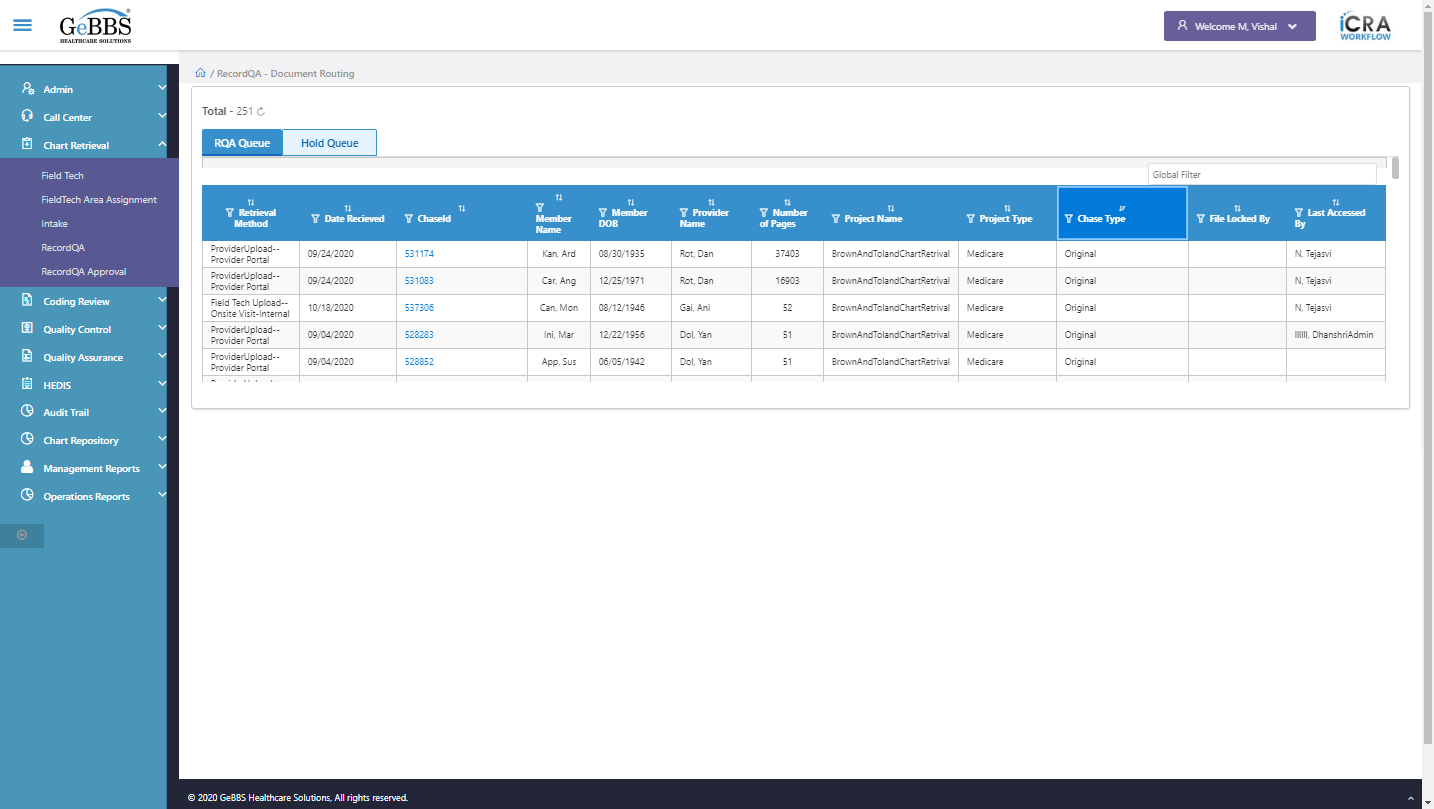 GeBBS
HEALTHCARE SOLUTIONS
Welcome M, Vishal
iCRA
WORKFLOW
Admin
Call Center
Chart Retrieval
Field Tech
FieldTech Area Assignment
Intake
RecordQA
RecordQA Approval
Coding Review
Quality Control
Quality Assurance
HEDIS
Audit Trail
Chart Repository
Management Reports
Operations Reports
/ RecordQA - Document Routing
Total - 251
RQA Queue Hold Queue
Global Filter
Retrieval Method Date Recieved ChaseId Member Name Member DOB Provider Name Number of Pages Project Name Project Type Chase Type File Locked By Last Accessed By
ProviderUpload--Provider Portal 09/24/2020 531174 Kan, Ard 08/30/1935 Rot, Dan 37403 BrownAndTolandChartRetrival Medicare Original N, Tejasvi
ProviderUpload--Provider Portal 09/24/2020 531083 Car, Ang 12/25/1971 Rot, Dan 16903 BrownAndTolandChartRetrival Medicare Original N, Tejasvi
Field Tech Upload--Onsite Visit-Internal 10/18/2020 537306 Can, Mon 08/12/1946 Gai, Ani 52 BrownAndTolandChartRetrival Medicare Original N, Tejasvi
ProviderUpload--Provider Portal 09/04/2020 528283 Ini, Mar 12/22/1956 Dol, Yan 51 BrownAndTolandChartRetrival Medicare Original DhanshriAdmin
ProviderUpload--Provider Portal 09/04/2020 528852 App, Sus 06/05/1942 Dol, Yan 51 BrownAndTolandChartRetrival Medicare Original
© 2020 GeBBS Healthcare Solutions, All rights reserved.